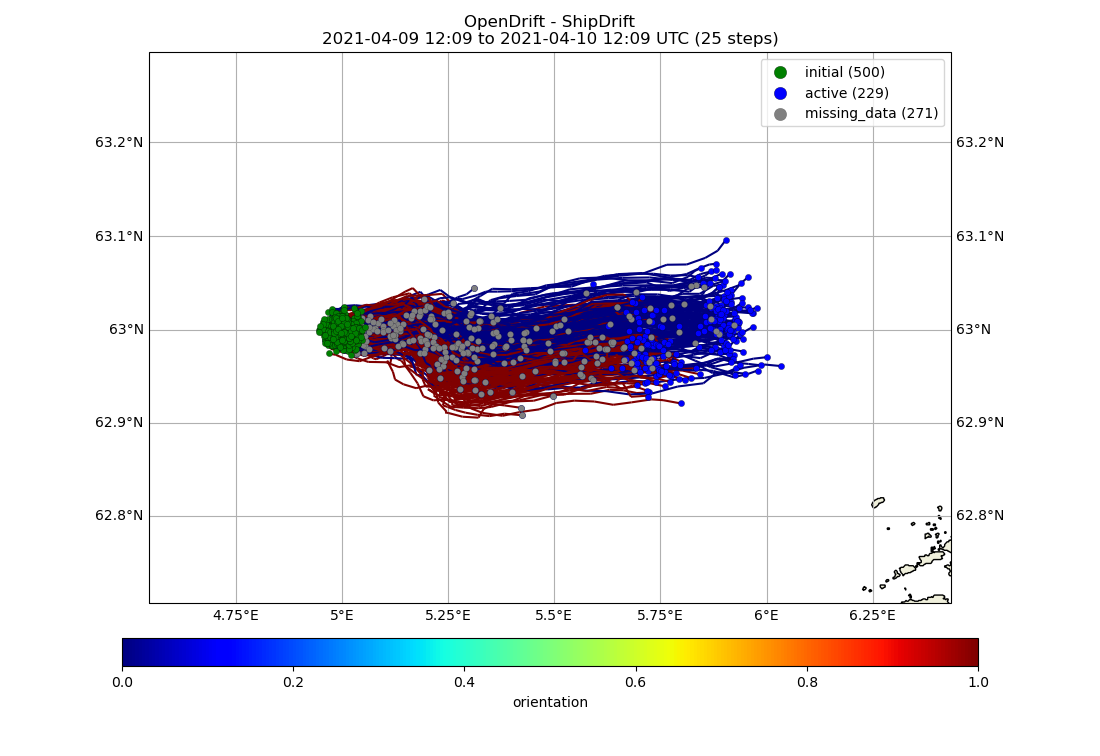 OpenDrift - ShipDrift
2021-04-09 12:09 to 2021-04-10 12:09 UTC (25 steps)
initial (500)
active (229)
missing_data (271)
63.2°N 63.2°N
63.1°N 63.1°N
63°N 63°N
62.9°N 62.9°N
62.8°N 62.8°N
4.75°E 5°E 5.25°E 5.5°E 5.75°E 6°E 6.25°E
0.0 0.2 0.4 0.6 0.8 1.0
orientation